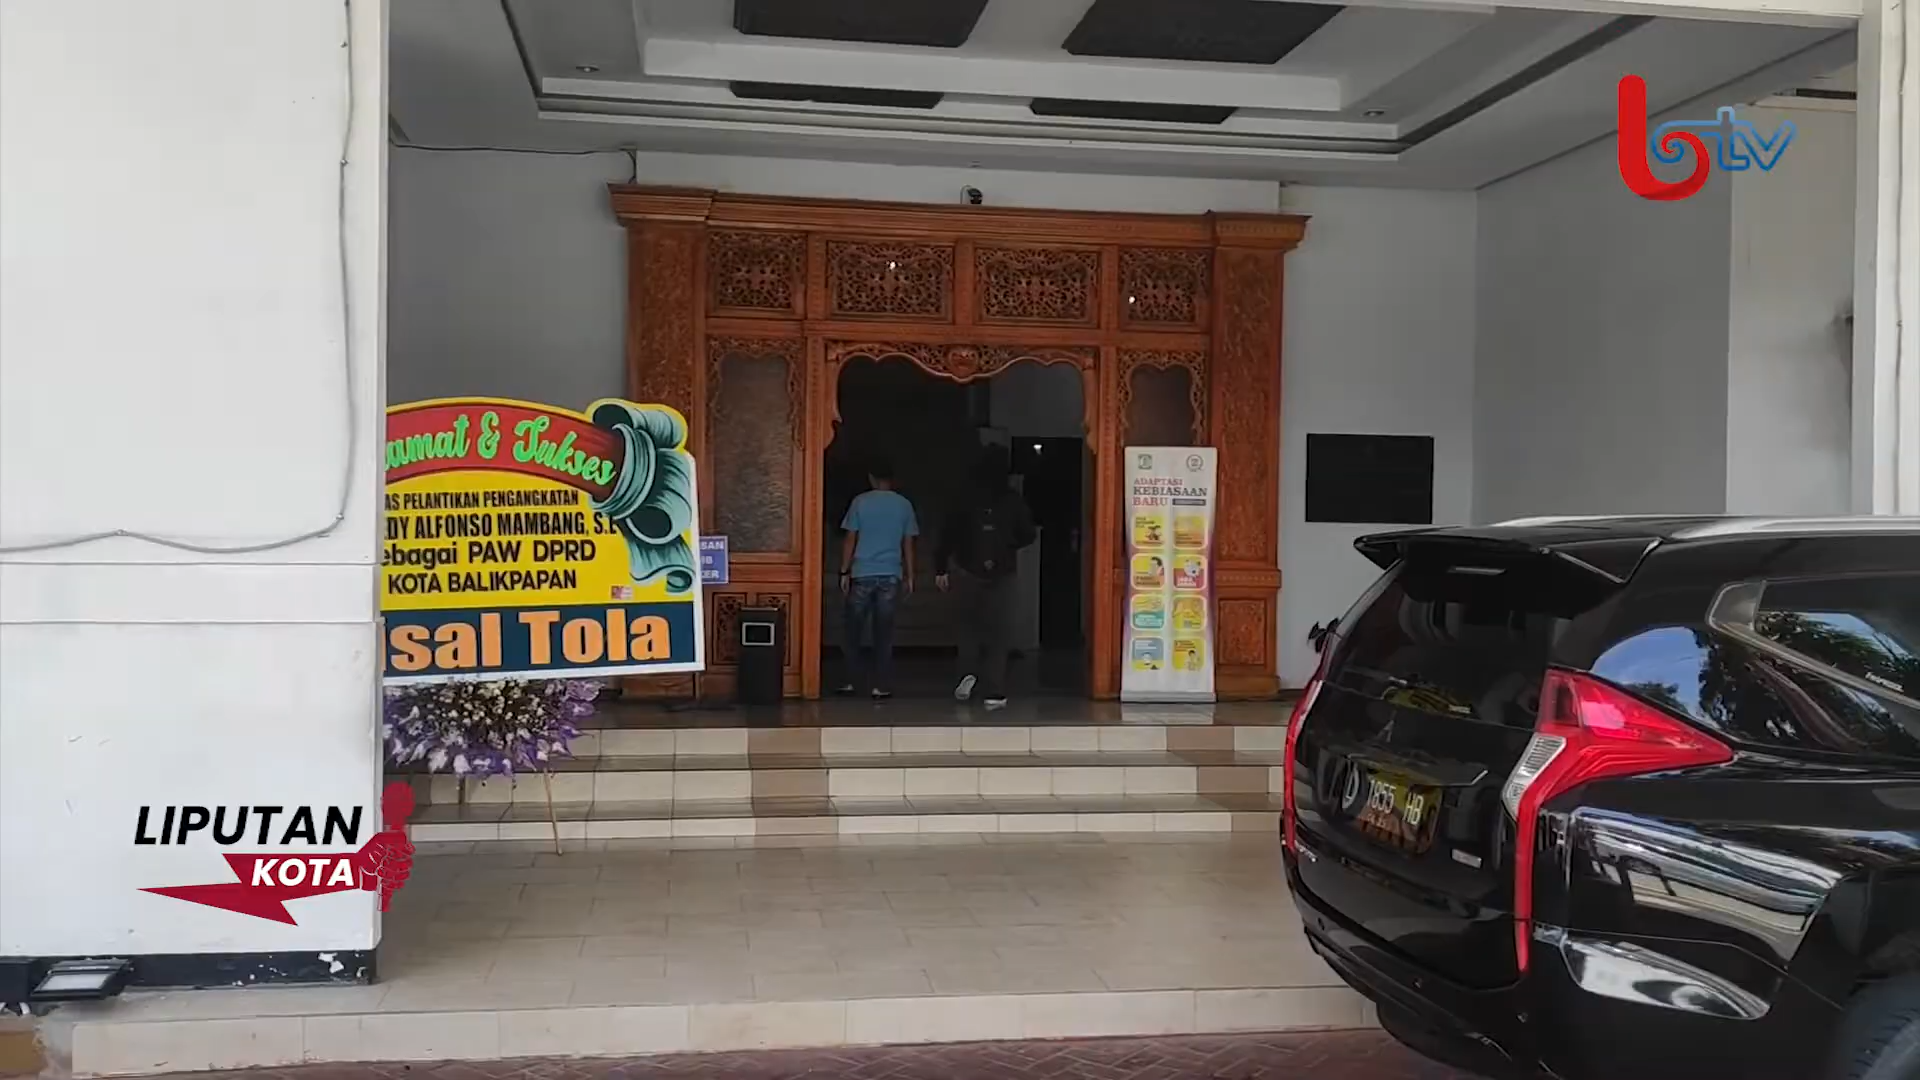 btv
amat & Sukses
AS PELANTIKAN PENGANGKATAN
DY ALFONSO MAMBANG, S.E
ebagai PAW DPRD
KOTA BALIKPAPAN
isal Tola
ADAPTASI
KEBIASAAN
BARU
D 1855 HB
LIPUTAN
KOTA